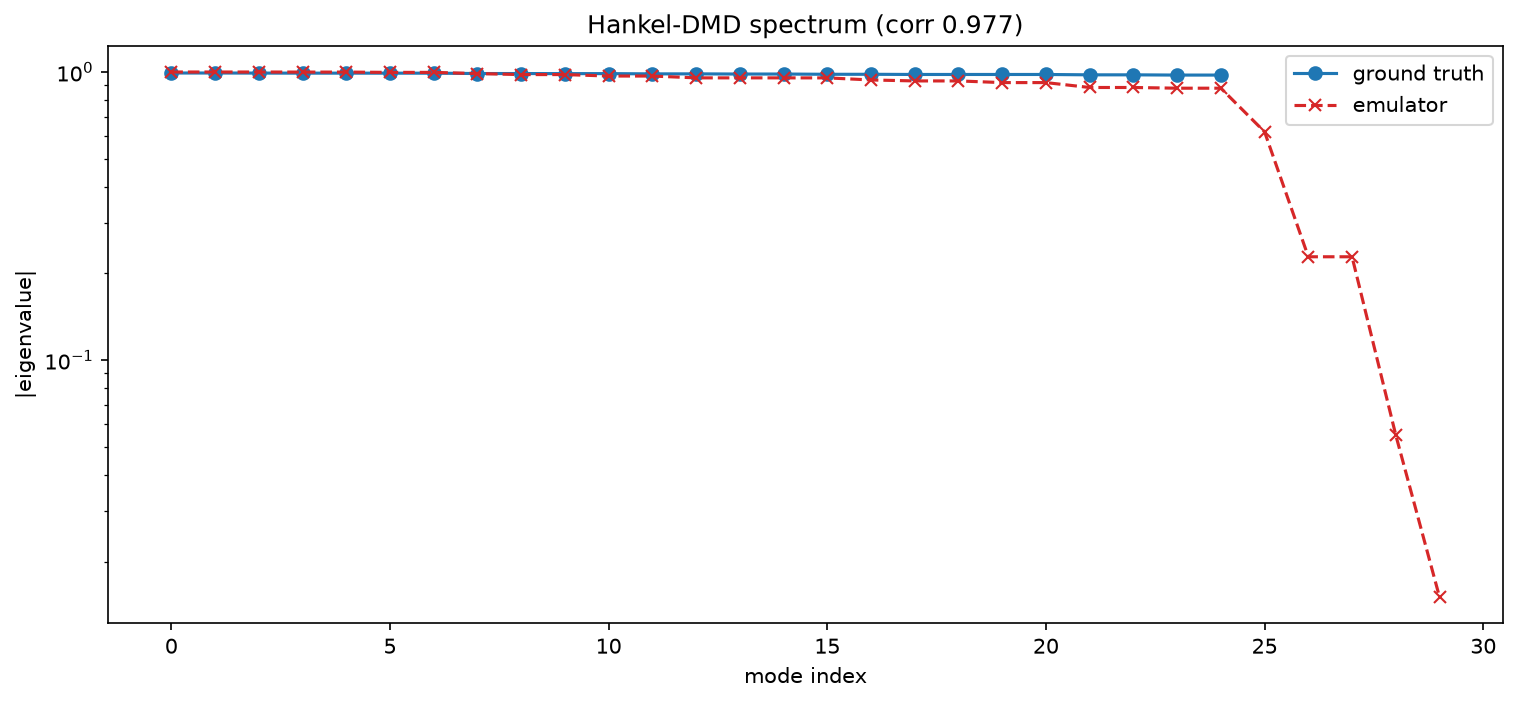 Hankel-DMD spectrum (corr 0.977)
ground truth
emulator
|eigenvalue|
10⁰
10⁻¹
0 5 10 15 20 25 30
mode index